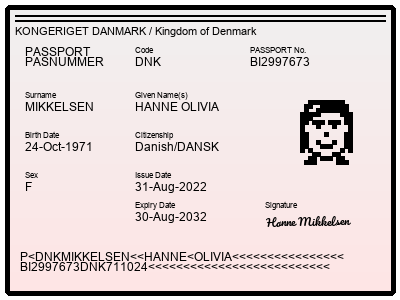 KONGERIGET DANMARK / Kingdom of Denmark
PASSPORT Code PASSPORT No.
PASNUMMER DNK BI2997673
Surname Given Name(s)
MIKKELSEN HANNE OLIVIA
Birth Date Citizenship
24-Oct-1971 Danish/DANSK
Sex Issue Date
F 31-Aug-2022
Expiry Date Signature
30-Aug-2032 Hanne Mikkelsen
P<DNKMIKKELSEN<<HANNE<OLIVIA<<<<<<<<<<<<<<<<
BI2997673DNK711024<<<<<<<<<<<<<<<<<<<<<<<<<<